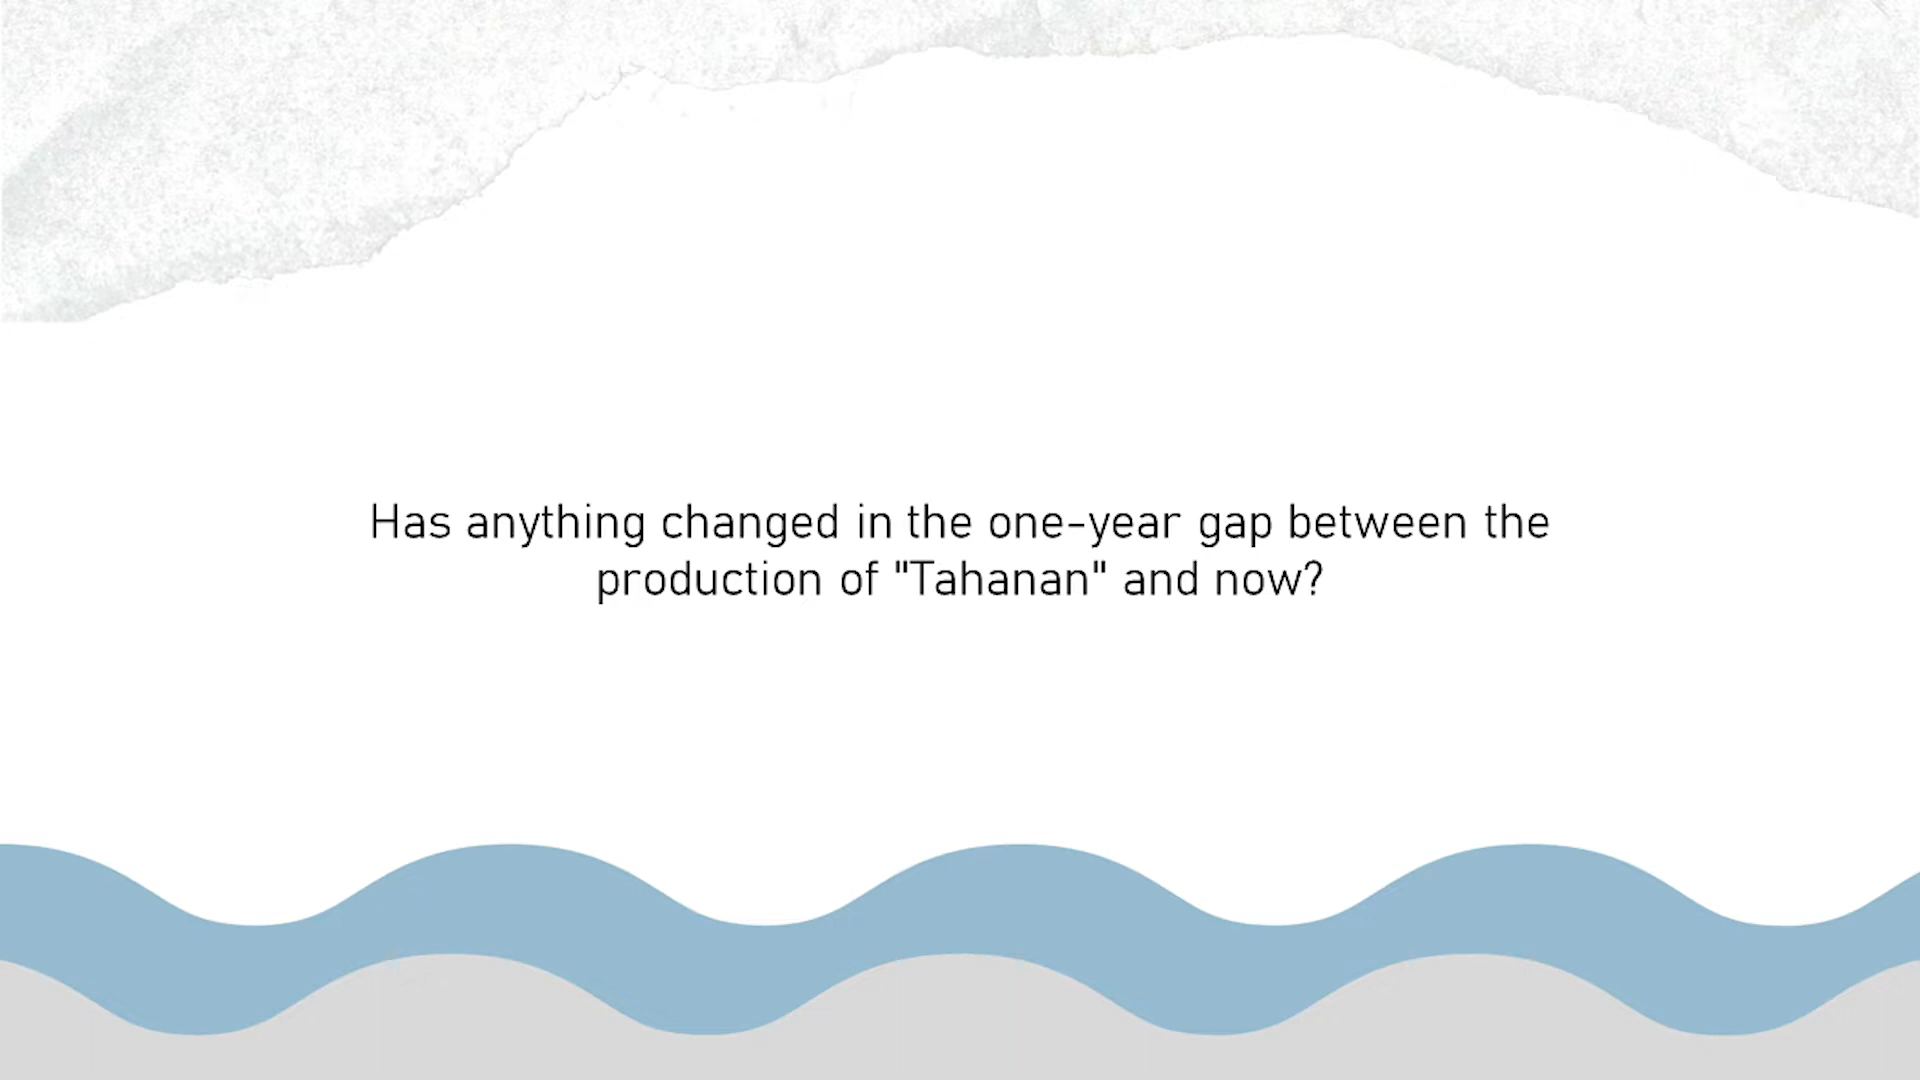 Has anything changed in the one-year gap between the
production of "Tahanan" and now?